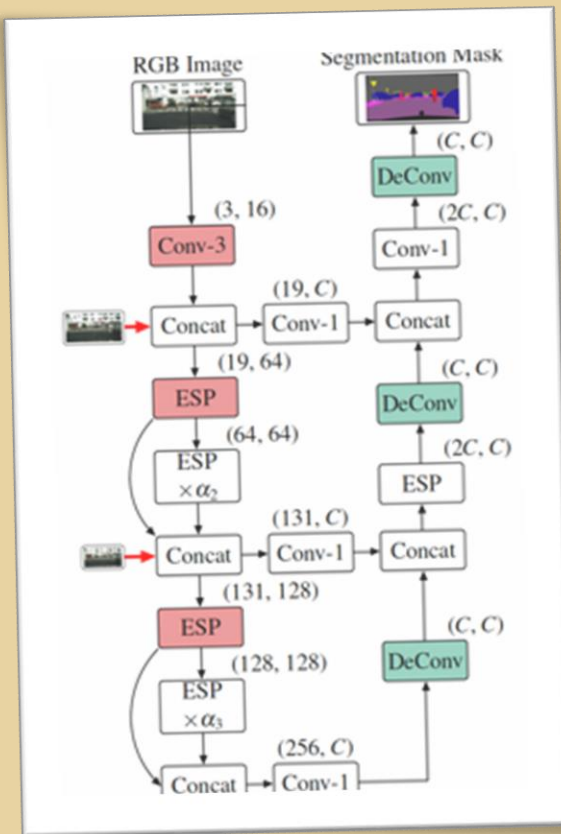 RGB Image
Segmentation Mask
(C, C)
DeConv
(3, 16)
(2C, C)
Conv-3
Conv-1
(19, C)
Concat
Conv-1
Concat
(19, 64)
(C, C)
ESP
DeConv
(64, 64)
(2C, C)
ESP
×α₂
ESP
(131, C)
Concat
Conv-1
Concat
(131, 128)
ESP
(C, C)
(128, 128)
DeConv
ESP
×α₃
(256, C)
Concat
Conv-1